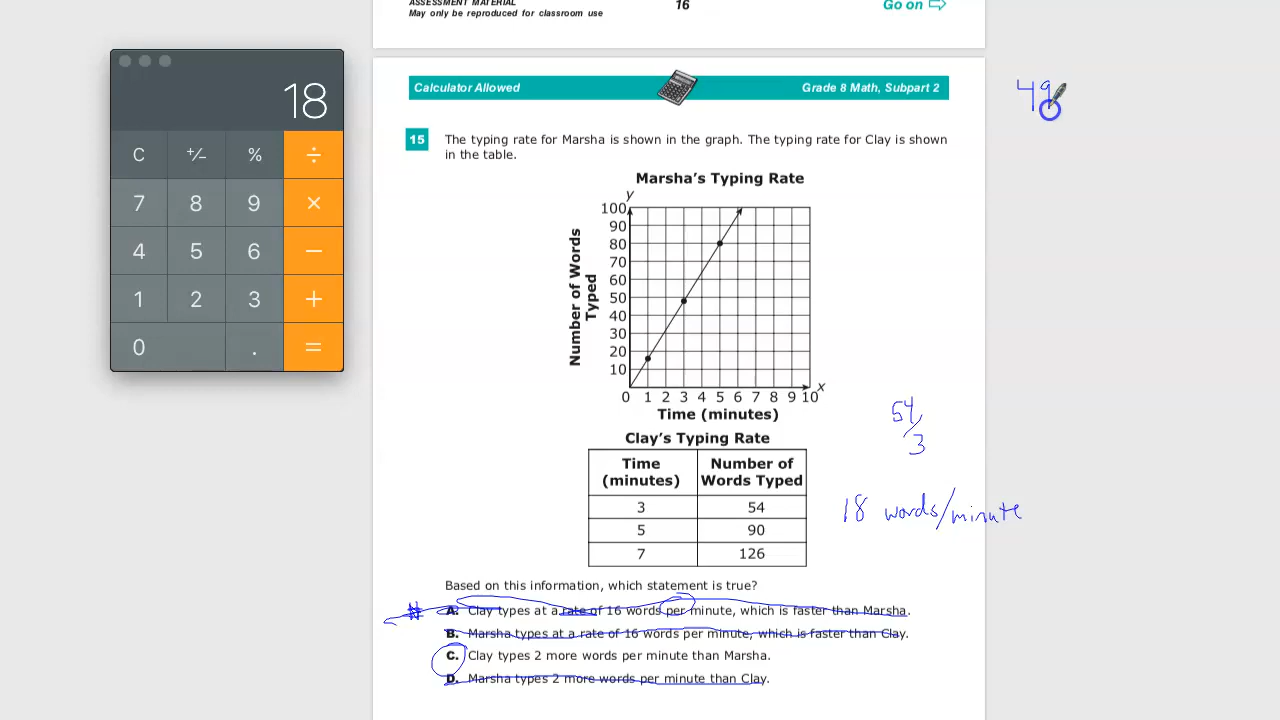 ASSESSMENT MATERIAL
May only be reproduced for classroom use
16
Go on
18
C +/− % ÷
7 8 9 ×
4 5 6 −
1 2 3 +
0 . =
Calculator Allowed
Grade 8 Math, Subpart 2
49
15 The typing rate for Marsha is shown in the graph. The typing rate for Clay is shown
in the table.
Marsha's Typing Rate
y
Number of Words
Typed
100
90
80
70
60
50
40
30
20
10
0 1 2 3 4 5 6 7 8 9 10 x
Time (minutes)
54/3
Clay's Typing Rate
Time (minutes) Number of Words Typed
3 54
5 90
7 126
18 words/minute
Based on this information, which statement is true?
A. Clay types at a rate of 16 words per minute, which is faster than Marsha.
B. Marsha types at a rate of 16 words per minute, which is faster than Clay.
C. Clay types 2 more words per minute than Marsha.
D. Marsha types 2 more words per minute than Clay.